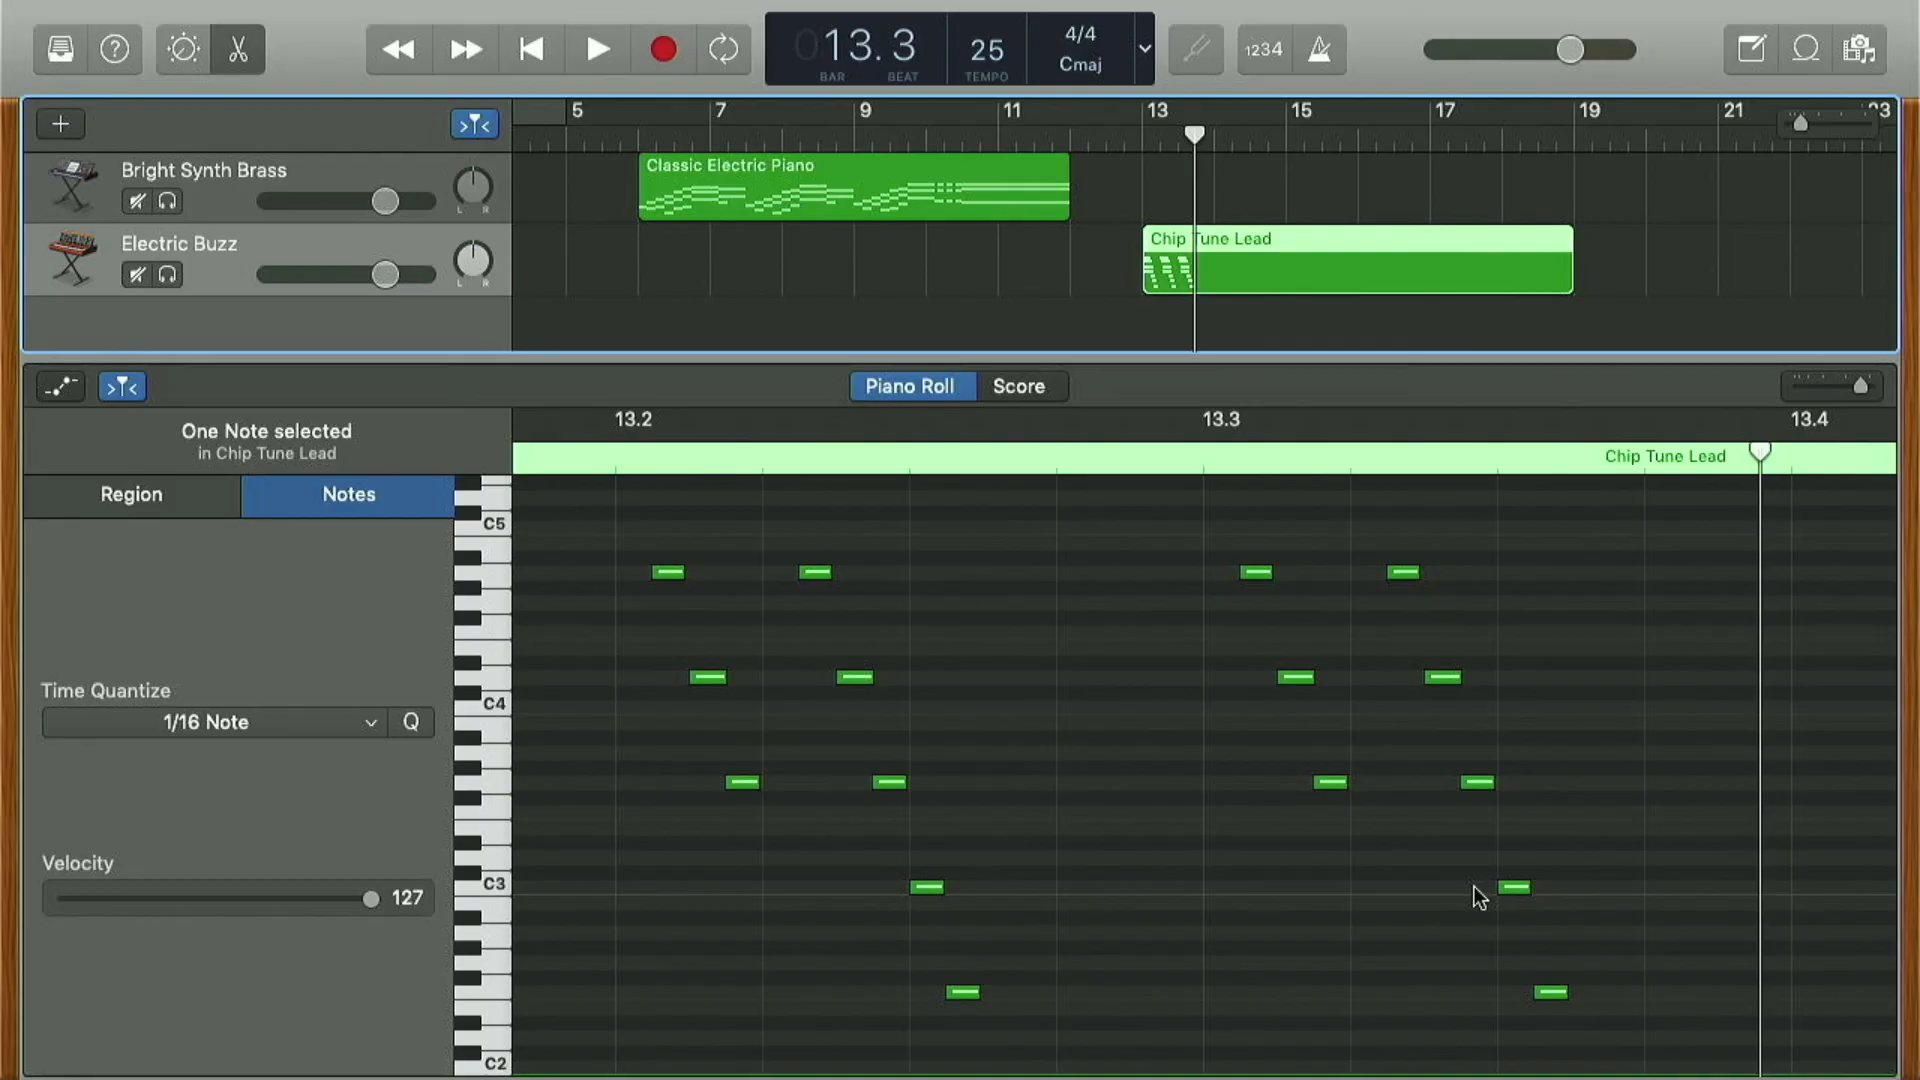 013.3
BAR
BEAT
25
TEMPO
4/4
Cmaj
1234
5
7
9
11
13
15
17
19
21
Bright Synth Brass
L R
Classic Electric Piano
Electric Buzz
L R
Chip Tune Lead
Piano Roll
Score
One Note selected
in Chip Tune Lead
13.2
13.3
13.4
Chip Tune Lead
Region
Notes
C5
Time Quantize
1/16 Note
Q
C4
Velocity
127
C3
C2